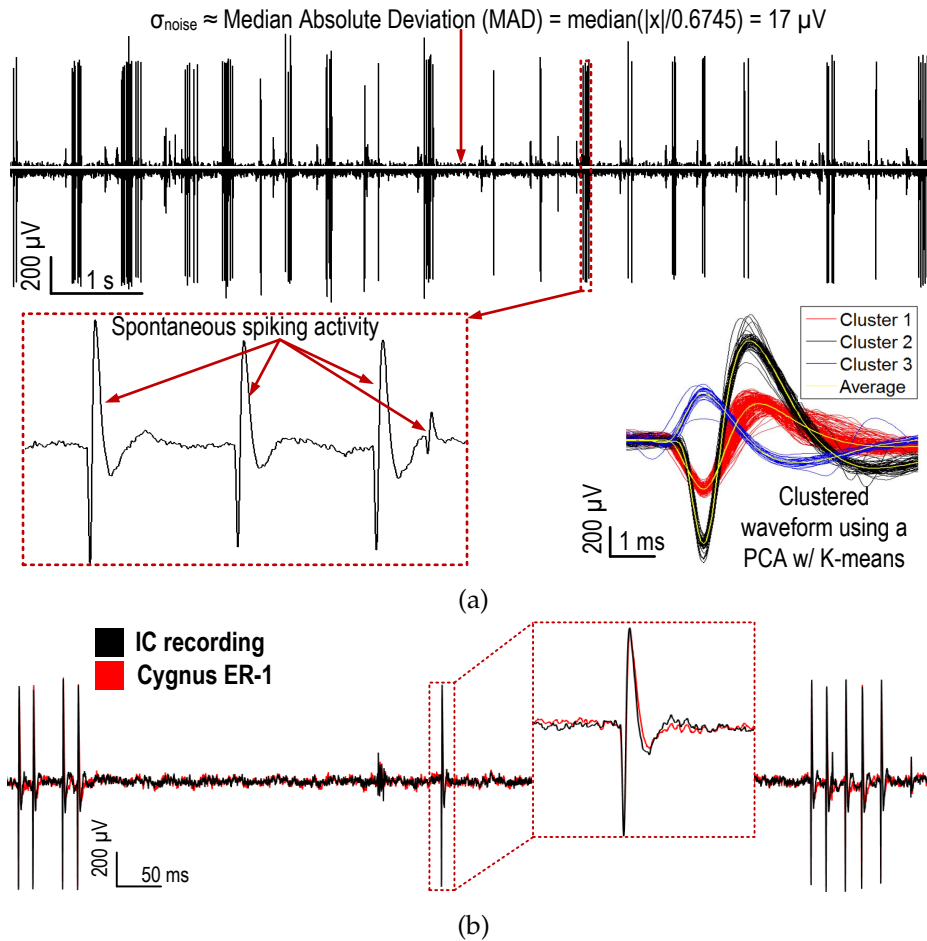 σnoise ≈ Median Absolute Deviation (MAD) = median(|x|/0.6745) = 17 µV
200 µV
1 s
Spontaneous spiking activity
Cluster 1
Cluster 2
Cluster 3
Average
200 µV
1 ms
Clustered
waveform using a
PCA w/ K-means
(a)
IC recording
Cygnus ER-1
200 µV
50 ms
(b)